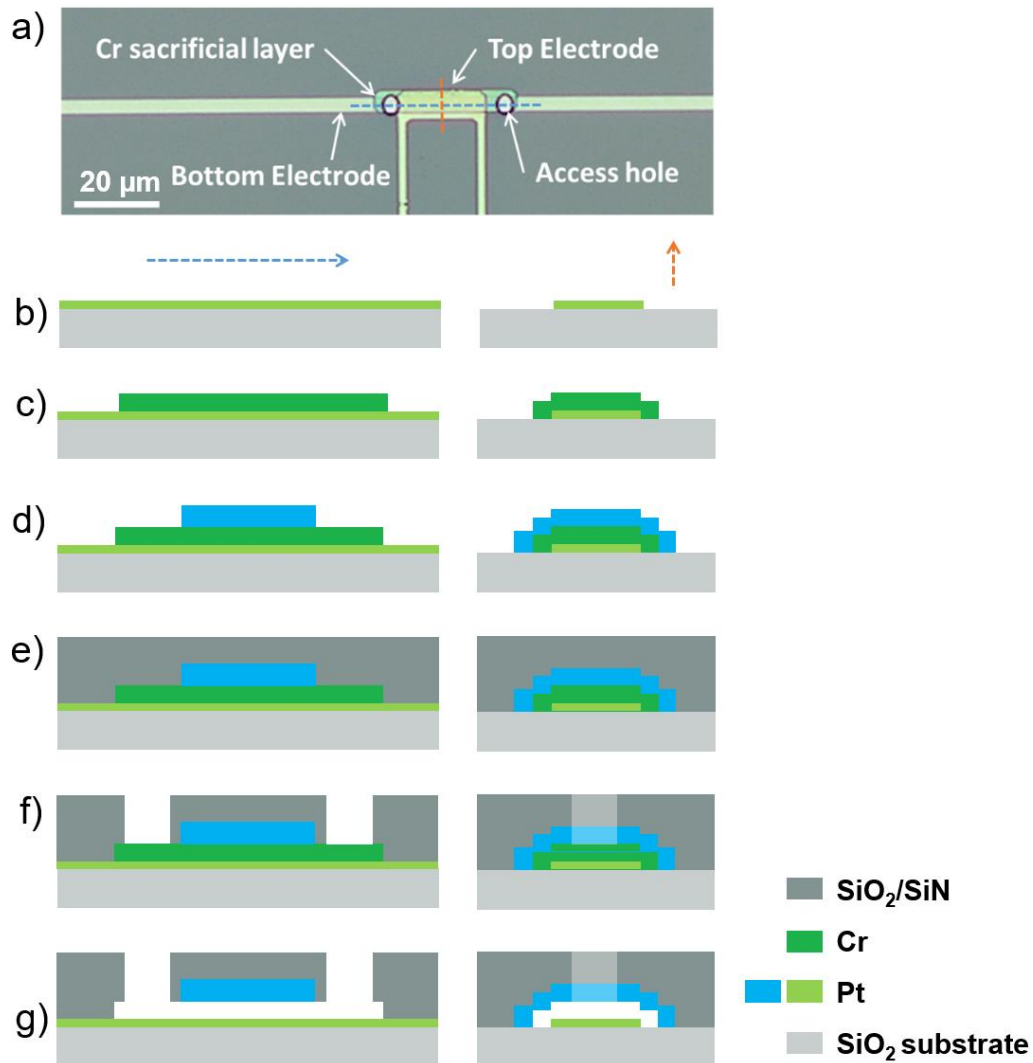 a)
Cr sacrificial layer
Top Electrode
Bottom Electrode
Access hole
20 µm
b)
c)
d)
e)
f)
g)
SiO₂/SiN
Cr
Pt
SiO₂ substrate